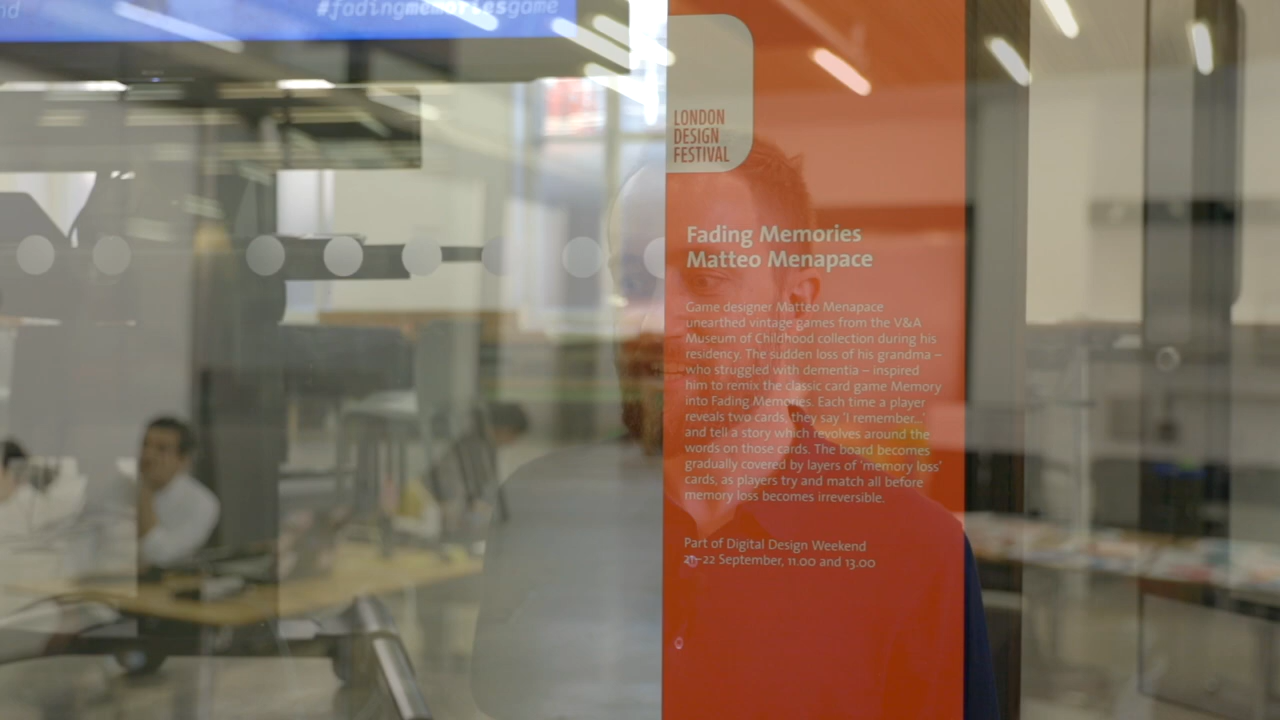 nd
#fadingmemoriesgame
LONDON
DESIGN
FESTIVAL
Fading Memories
Matteo Menapace
Game designer Matteo Menapace
unearthed vintage games from the V&A
Museum of Childhood collection during his
residency. The sudden loss of his grandma –
who struggled with dementia – inspired
him to remix the classic card game Memory
into Fading Memories. Each time a player
reveals two cards, they say ‘I remember...’
and tell a story which revolves around the
words on those cards. The board becomes
gradually covered by layers of ‘memory loss’
cards, as players try and match all before
memory loss becomes irreversible.
Part of Digital Design Weekend
21–22 September, 11.00 and 13.00